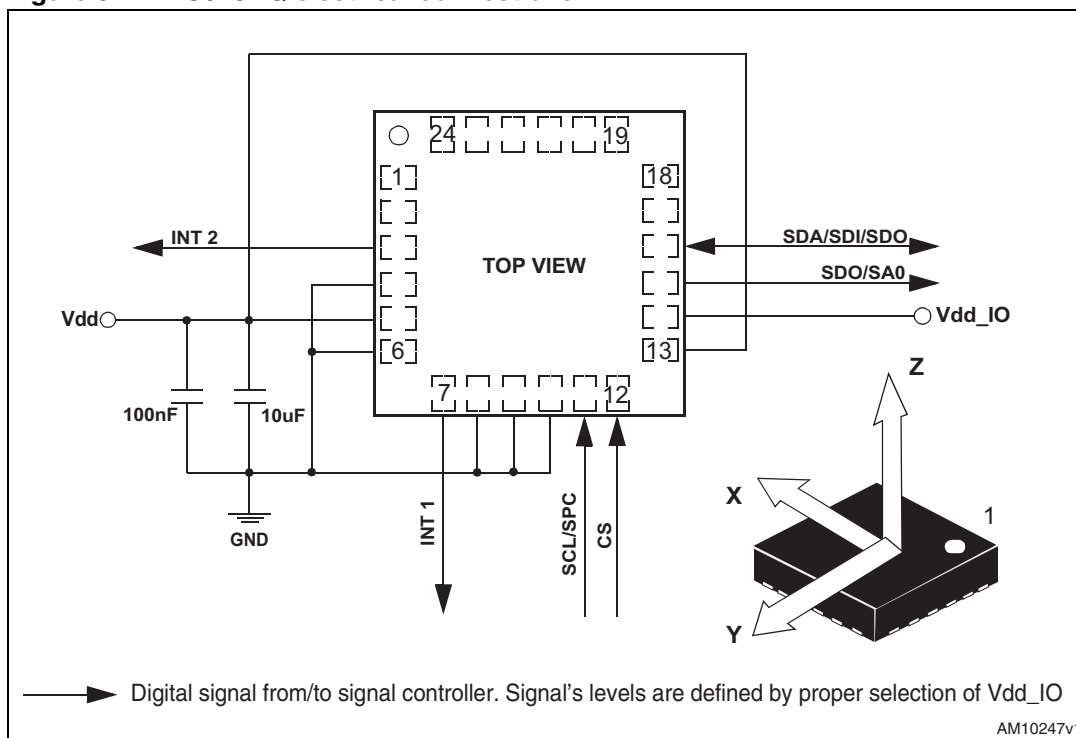 24
19
1
18
INT 2
SDA/SDI/SDO
TOP VIEW
SDO/SA0
Vdd
Vdd_IO
6
13
7
12
100nF
10uF
Z
X
1
INT 1
SCL/SPC
CS
GND
Y
Digital signal from/to signal controller. Signal's levels are defined by proper selection of Vdd_IO
AM10247v1